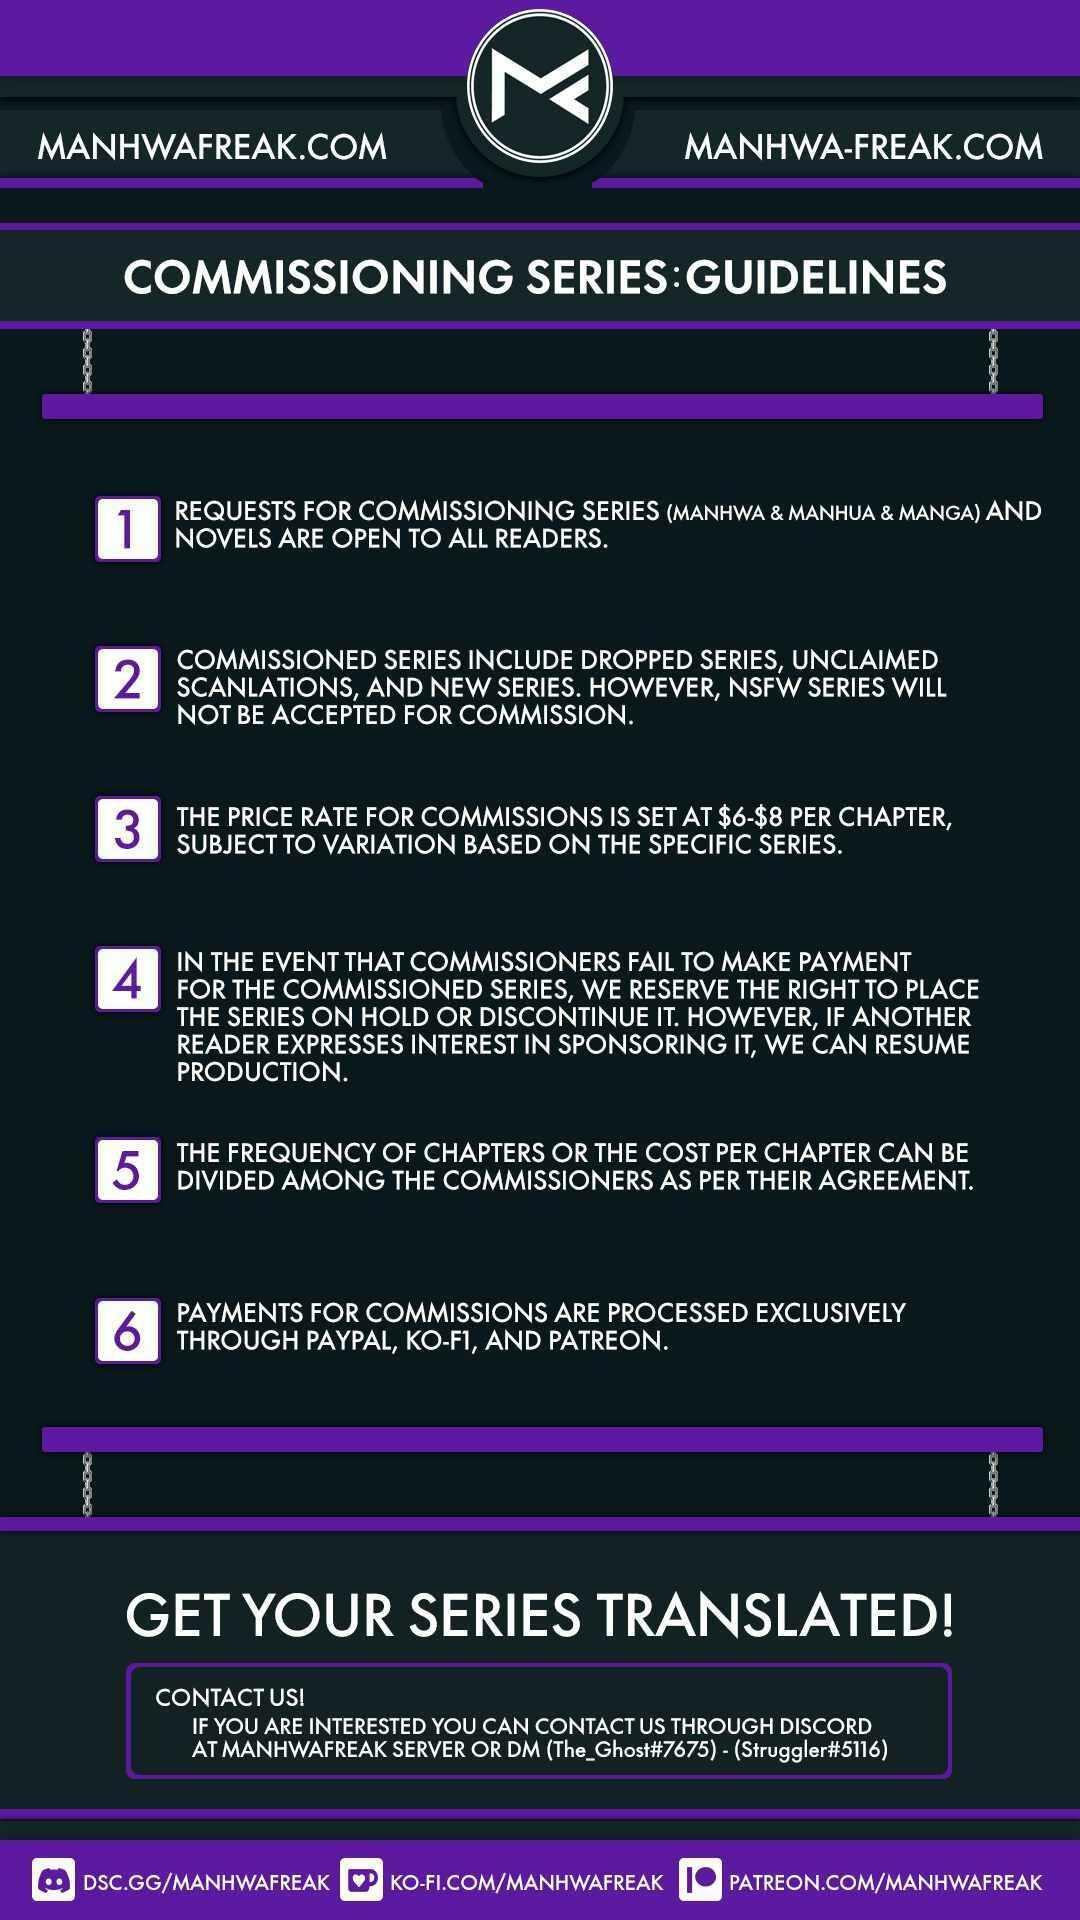 MANHWAFREAK.COM
MANHWA-FREAK.COM
COMMISSIONING SERIES:GUIDELINES
1
REQUESTS FOR COMMISSIONING SERIES (MANHWA & MANHUA & MANGA) AND
NOVELS ARE OPEN TO ALL READERS.
2
COMMISSIONED SERIES INCLUDE DROPPED SERIES, UNCLAIMED
SCANLATIONS, AND NEW SERIES. HOWEVER, NSFW SERIES WILL
NOT BE ACCEPTED FOR COMMISSION.
3
THE PRICE RATE FOR COMMISSIONS IS SET AT $6-$8 PER CHAPTER,
SUBJECT TO VARIATION BASED ON THE SPECIFIC SERIES.
4
IN THE EVENT THAT COMMISSIONERS FAIL TO MAKE PAYMENT
FOR THE COMMISSIONED SERIES, WE RESERVE THE RIGHT TO PLACE
THE SERIES ON HOLD OR DISCONTINUE IT. HOWEVER, IF ANOTHER
READER EXPRESSES INTEREST IN SPONSORING IT, WE CAN RESUME
PRODUCTION.
5
THE FREQUENCY OF CHAPTERS OR THE COST PER CHAPTER CAN BE
DIVIDED AMONG THE COMMISSIONERS AS PER THEIR AGREEMENT.
6
PAYMENTS FOR COMMISSIONS ARE PROCESSED EXCLUSIVELY
THROUGH PAYPAL, KO-F1, AND PATREON.
GET YOUR SERIES TRANSLATED!
CONTACT US!
IF YOU ARE INTERESTED YOU CAN CONTACT US THROUGH DISCORD
AT MANHWAFREAK SERVER OR DM (The_Ghost#7675) - (Struggler#5116)
DSC.GG/MANHWAFREAK
KO-FI.COM/MANHWAFREAK
PATREON.COM/MANHWAFREAK